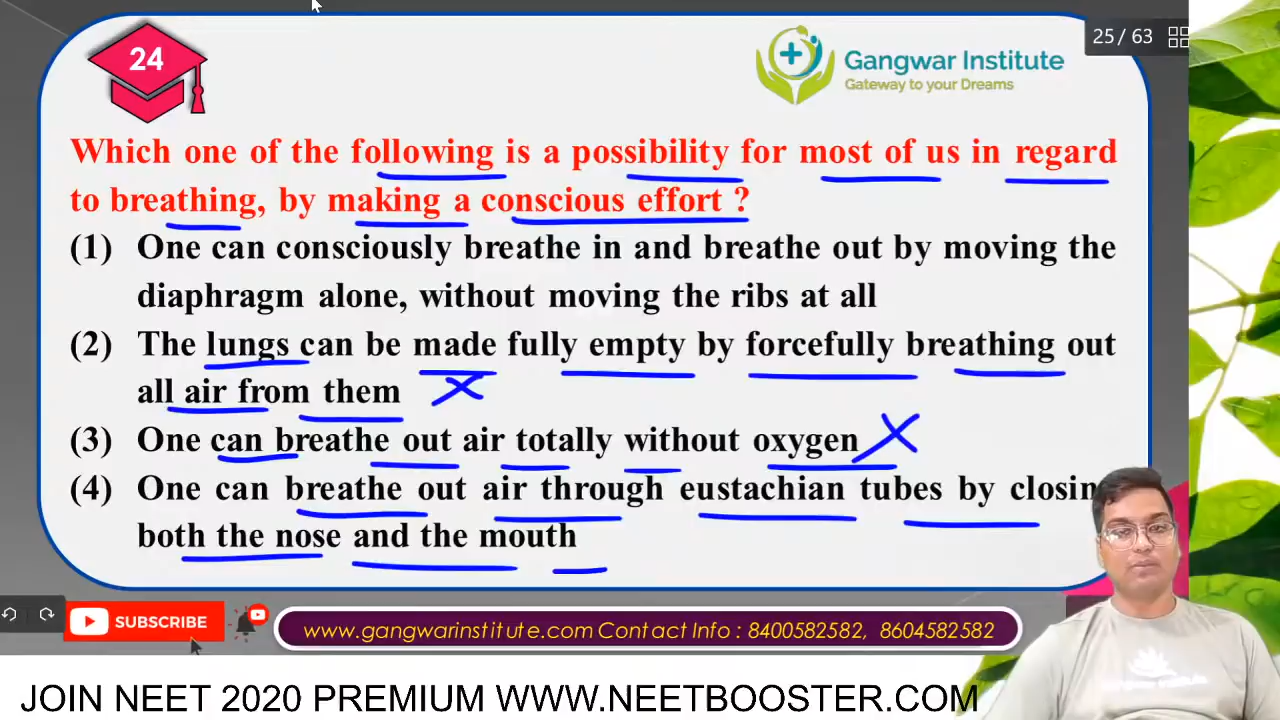 24
Gangwar Institute
Gateway to your Dreams
25 / 63
Which one of the following is a possibility for most of us in regard
to breathing, by making a conscious effort ?
(1) One can consciously breathe in and breathe out by moving the
diaphragm alone, without moving the ribs at all
(2) The lungs can be made fully empty by forcefully breathing out
all air from them
(3) One can breathe out air totally without oxygen
(4) One can breathe out air through eustachian tubes by closin
both the nose and the mouth
SUBSCRIBE
www.gangwarinstitute.com Contact Info : 8400582582, 8604582582
JOIN NEET 2020 PREMIUM WWW.NEETBOOSTER.COM